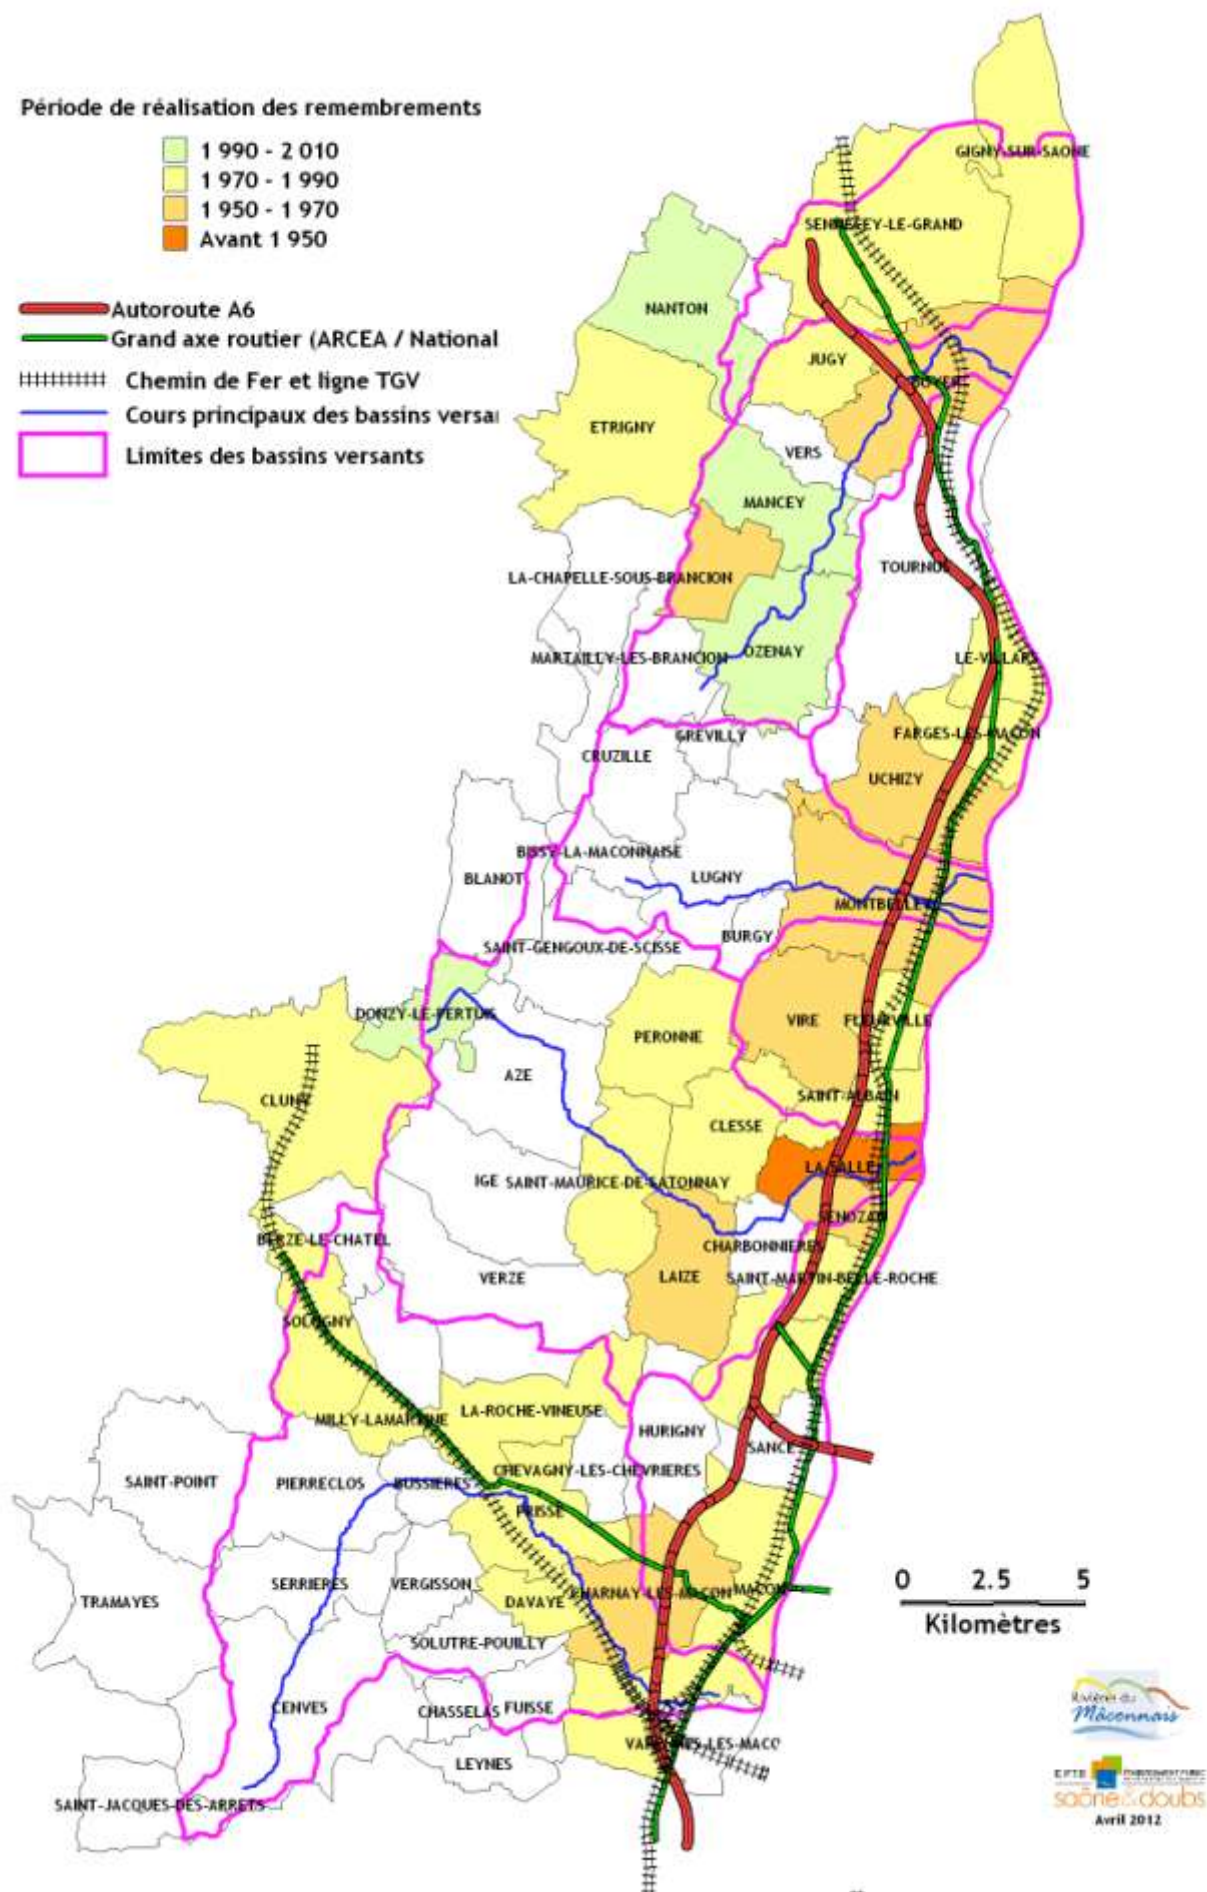 Période de réalisation des remembrements
1 990 - 2 010
1 970 - 1 990
1 950 - 1 970
Avant 1 950
Autoroute A6
Grand axe routier (ARCEA / National
Chemin de Fer et ligne TGV
Cours principaux des bassins versa
Limites des bassins versants
GIGNY-SUR-SAONE
SENNECEY-LE-GRAND
NANTON
JUGY
BOYER
ETRIGNY
VERS
MANCEY
TOURNUS
LA-CHAPELLE-SOUS-BRANCION
OZENAY
MARTAILLY-LES-BRANCION
LE-VILLARS
FARGES-LES-MACON
GREVILLY
CRUZILLE
UCHIZY
BISSY-LA-MACONNAISE
BLANOT
LUGNY
MONTBELLET
BURGY
SAINT-GENGOUX-DE-SCISSE
DONZY-LE-PERTUIS
VIRE
FLEURVILLE
PERONNE
AZE
CLUNY
SAINT-ALBAIN
CLESSE
LA-SALLE
IGE
SAINT-MAURICE-DE-SATONNAY
SENOZAN
BERZE-LE-CHATEL
CHARBONNIERES
VERZE
LAIZE
SAINT-MARTIN-BELLE-ROCHE
SOLOGNY
LA-ROCHE-VINEUSE
MILLY-LAMARTINE
HURIGNY
SANCE
CHEVAGNY-LES-CHEVRIERES
SAINT-POINT
PIERRECLOS
BUSSIERES
PRISSE
0 2.5 5
Kilomètres
SERRIERES
VERGISSON
CHARNAY-LES-MACON
MACON
TRAMAYES
DAVAYE
SOLUTRE-POUILLY
CENVES
CHASSELAS
FUISSE
VARENNES-LES-MACO
LEYNES
SAINT-JACQUES-DES-ARRETS
Rivières du
Mâconnais
EPTB
saône & doubs
Avril 2012